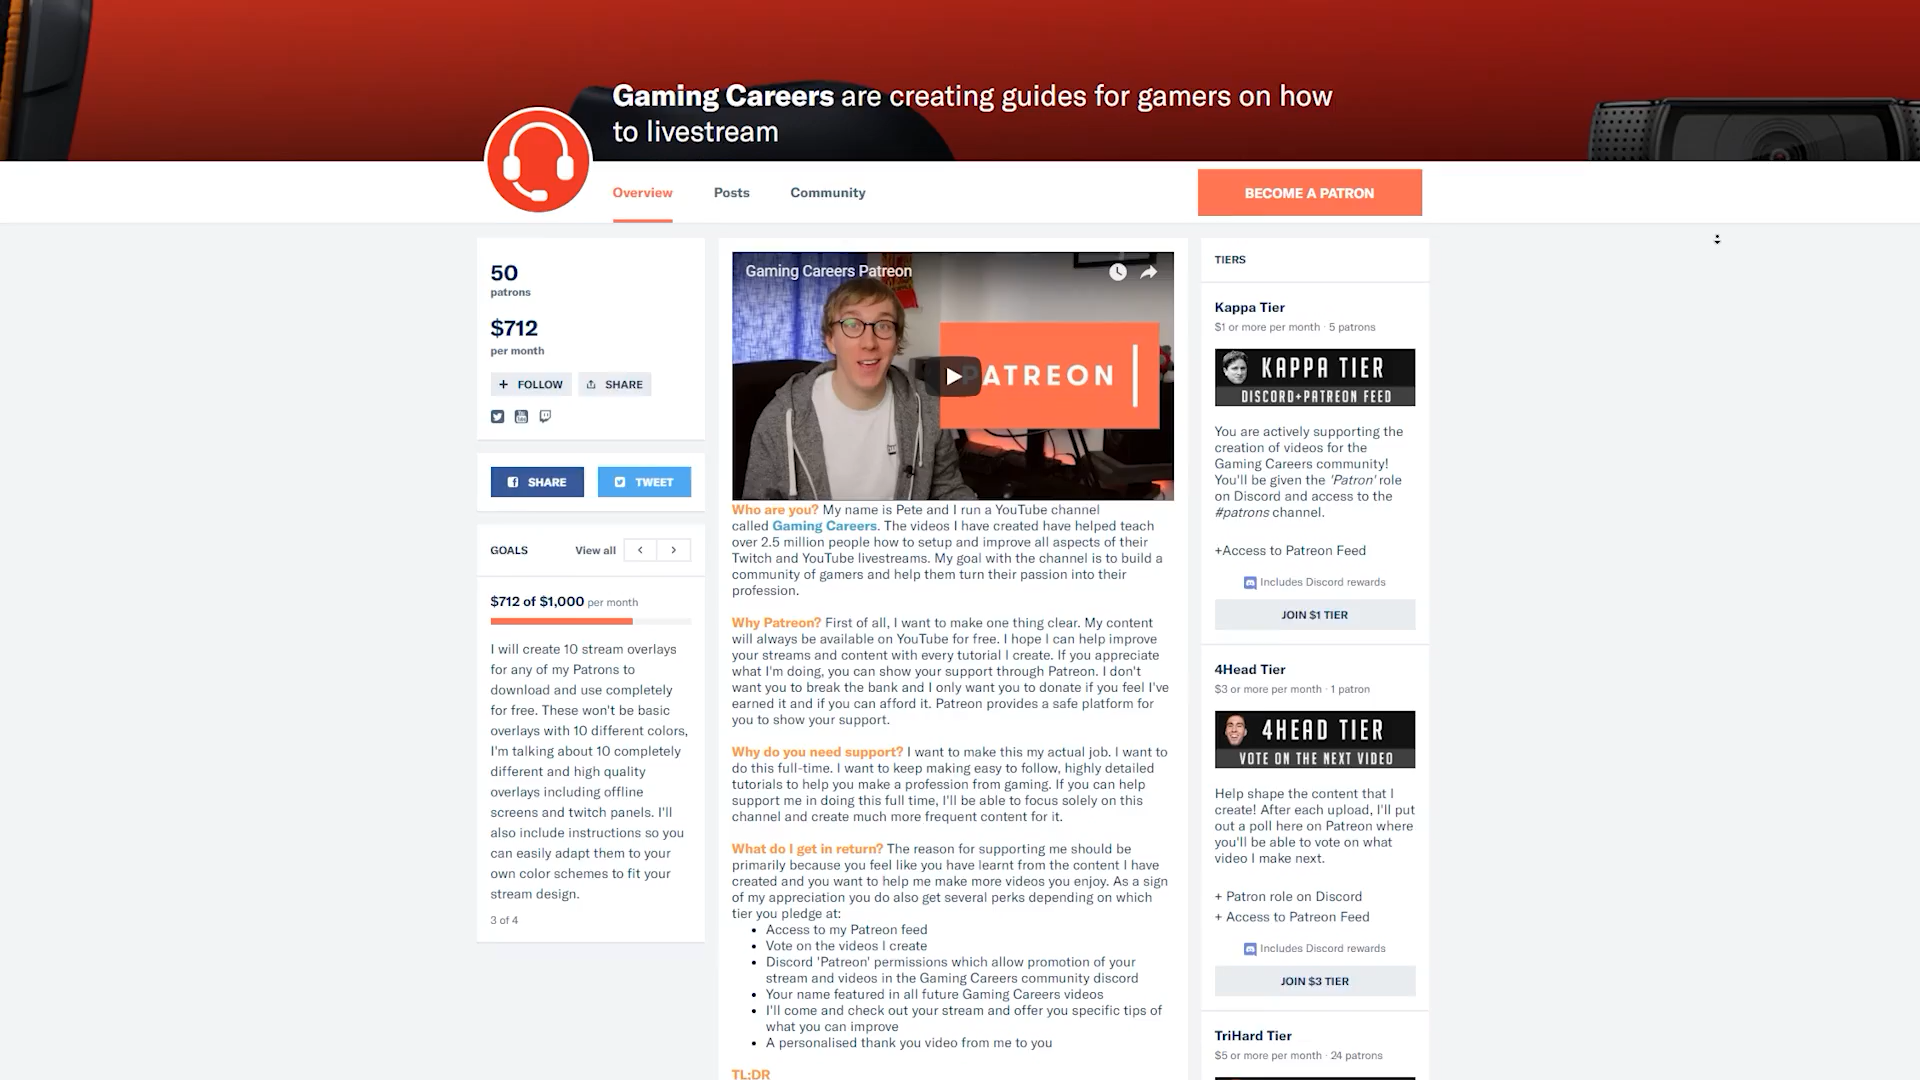 Gaming Careers are creating guides for gamers on how
to livestream
Overview
Posts
Community
BECOME A PATRON
50
patrons
$712
per month
+ FOLLOW
SHARE
SHARE
TWEET
GOALS
View all
$712 of $1,000 per month
I will create 10 stream overlays
for any of my Patrons to
download and use completely
for free. These won't be basic
overlays with 10 different colors,
I'm talking about 10 completely
different and high quality
overlays including offline
screens and twitch panels. I'll
also include instructions so you
can easily adapt them to your
own color schemes to fit your
stream design.
3 of 4
Gaming Careers Patreon
PATREON
Who are you? My name is Pete and I run a YouTube channel
called Gaming Careers. The videos I have created have helped teach
over 2.5 million people how to setup and improve all aspects of their
Twitch and YouTube livestreams. My goal with the channel is to build a
community of gamers and help them turn their passion into their
profession.
Why Patreon? First of all, I want to make one thing clear. My content
will always be available on YouTube for free. I hope I can help improve
your streams and content with every tutorial I create. If you appreciate
what I'm doing, you can show your support through Patreon. I don't
want you to break the bank and I only want you to donate if you feel I've
earned it and if you can afford it. Patreon provides a safe platform for
you to show your support.
Why do you need support? I want to make this my actual job. I want to
do this full-time. I want to keep making easy to follow, highly detailed
tutorials to help you make a profession from gaming. If you can help
support me in doing this full time, I'll be able to focus solely on this
channel and create much more frequent content for it.
What do I get in return? The reason for supporting me should be
primarily because you feel like you have learnt from the content I have
created and you want to help me make more videos you enjoy. As a sign
of my appreciation you do also get several perks depending on which
tier you pledge at:
• Access to my Patreon feed
• Vote on the videos I create
• Discord 'Patreon' permissions which allow promotion of your
stream and videos in the Gaming Careers community discord
• Your name featured in all future Gaming Careers videos
• I'll come and check out your stream and offer you specific tips of
what you can improve
• A personalised thank you video from me to you
TL:DR
TIERS
Kappa Tier
$1 or more per month · 5 patrons
KAPPA TIER
DISCORD+PATREON FEED
You are actively supporting the
creation of videos for the
Gaming Careers community!
You'll be given the 'Patron' role
on Discord and access to the
#patrons channel.
+Access to Patreon Feed
Includes Discord rewards
JOIN $1 TIER
4Head Tier
$3 or more per month · 1 patron
4HEAD TIER
VOTE ON THE NEXT VIDEO
Help shape the content that I
create! After each upload, I'll put
out a poll here on Patreon where
you'll be able to vote on what
video I make next.
+ Patron role on Discord
+ Access to Patreon Feed
Includes Discord rewards
JOIN $3 TIER
TriHard Tier
$5 or more per month · 24 patrons